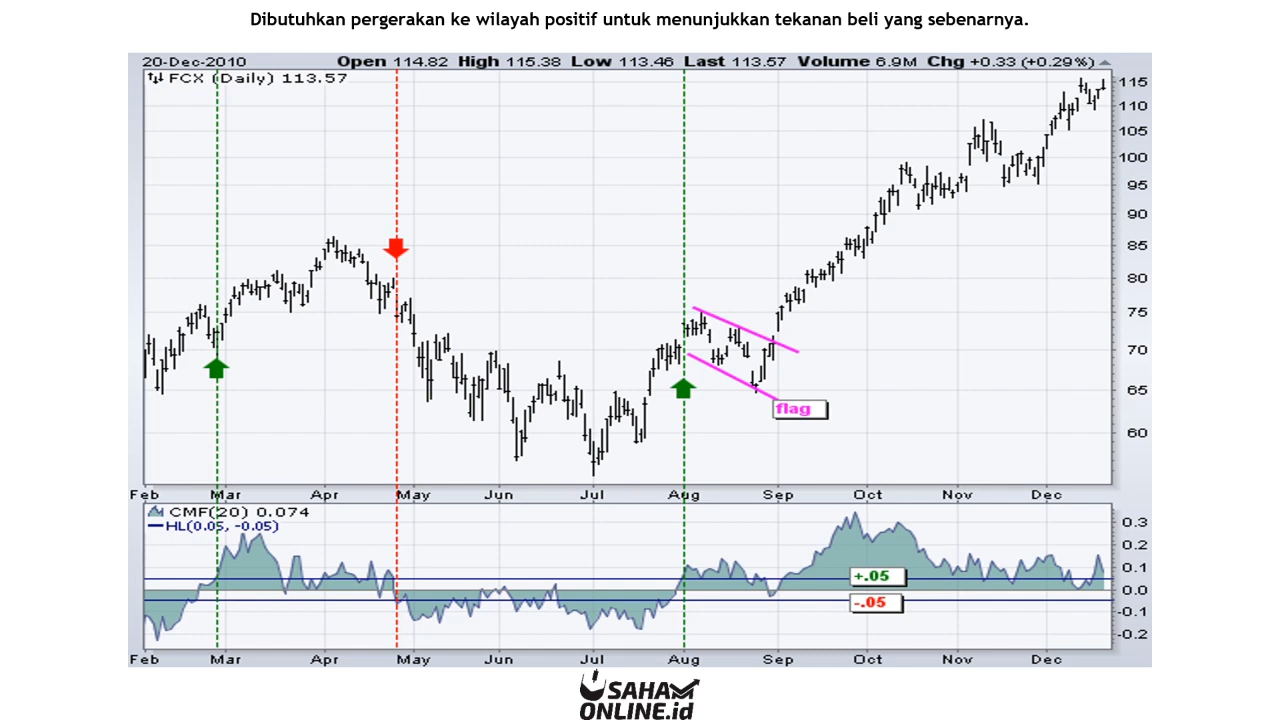 Dibutuhkan pergerakan ke wilayah positif untuk menunjukkan tekanan beli yang sebenarnya.
20-Dec-2010 Open 114.82 High 115.38 Low 113.46 Last 113.57 Volume 6.9M Chg +0.33 (+0.29%)
FCX (Daily) 113.57
115
110
105
100
95
90
85
80
75
70
65
60
flag
Feb Mar Apr May Jun Jul Aug Sep Oct Nov Dec
CMF(20) 0.074
HL(0.05, -0.05)
0.3
0.2
0.1
0.0
-0.1
-0.2
+.05
-.05
Feb Mar Apr May Jun Jul Aug Sep Oct Nov Dec
SAHAM
ONLINE.id